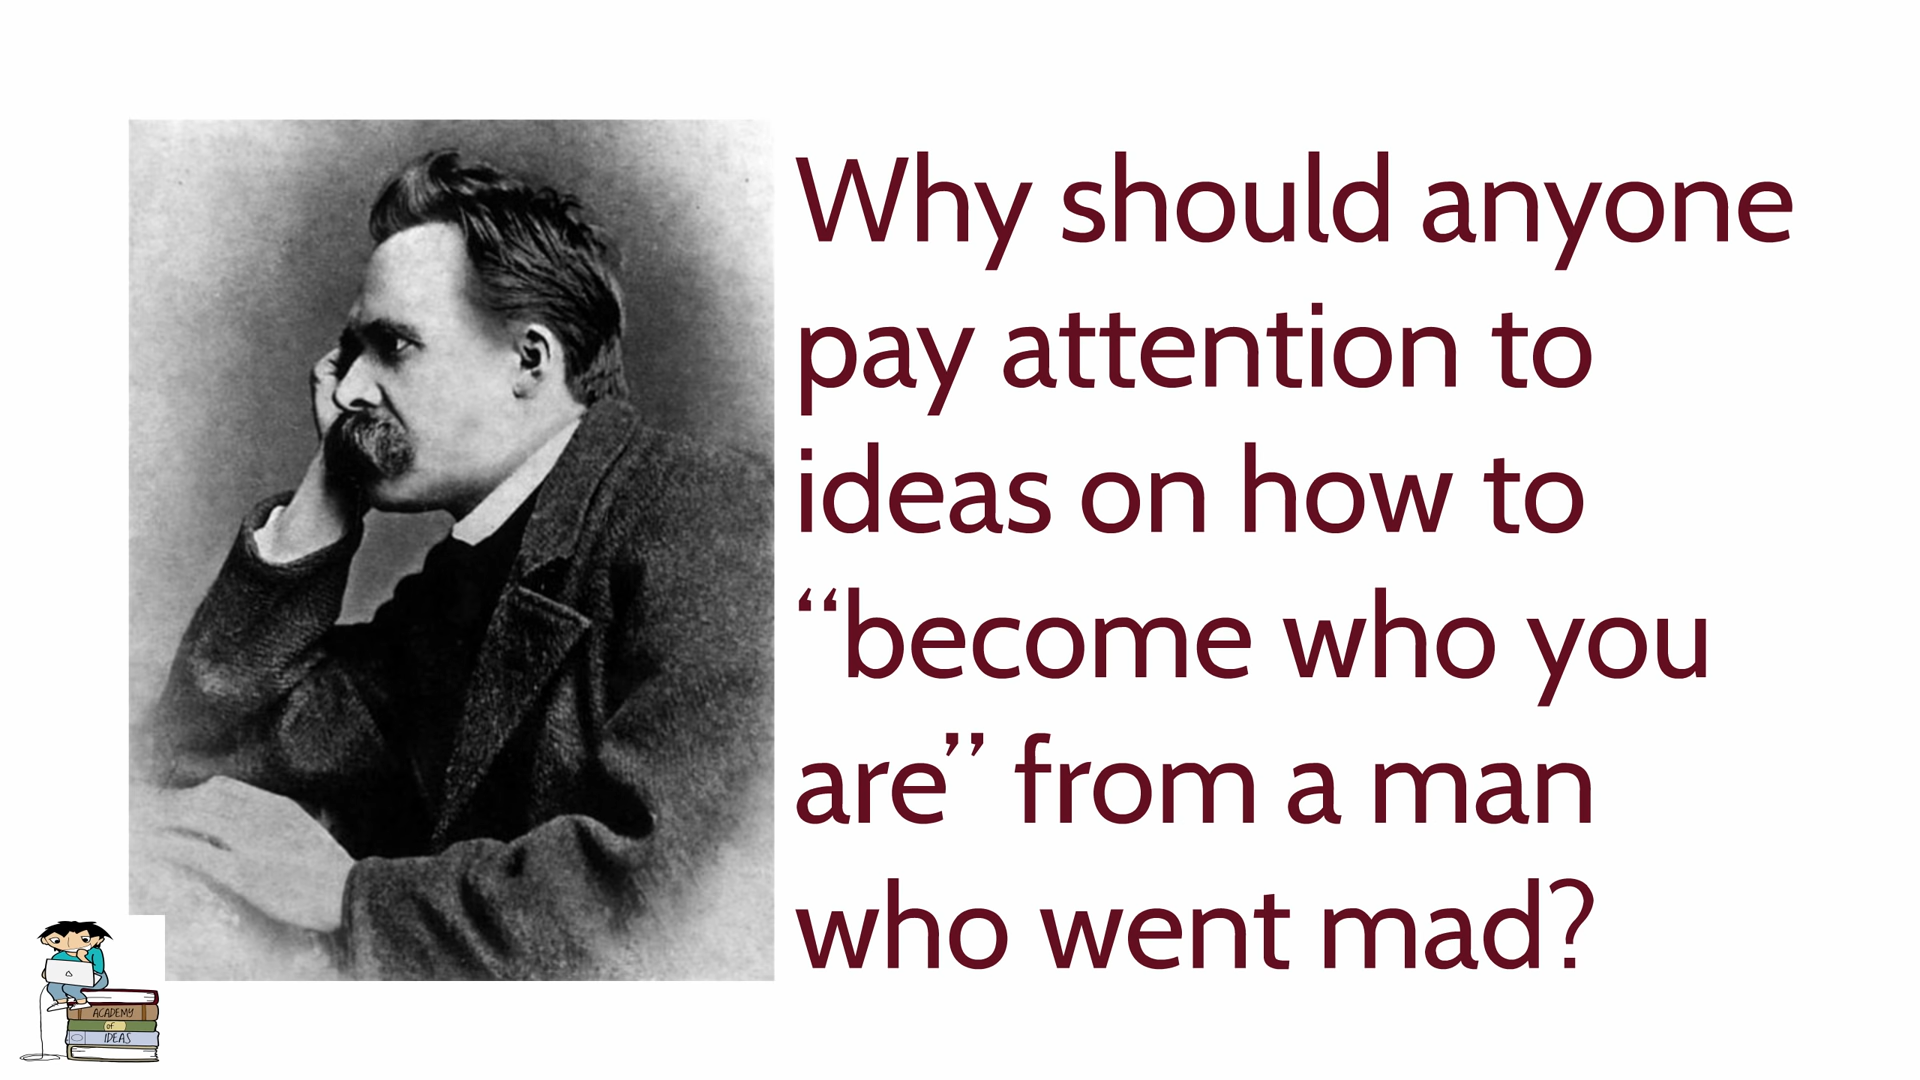 Why should anyone
pay attention to
ideas on how to
“become who you
are” from a man
who went mad?
ACADEMY
of
IDEAS